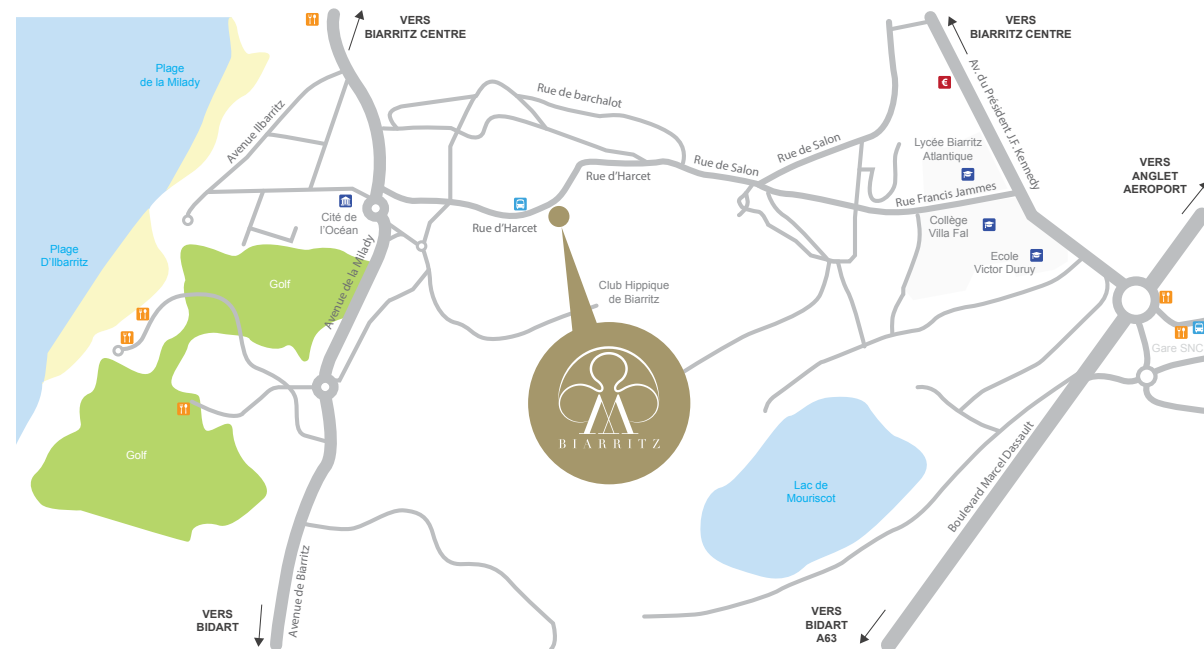 VERS
BIARRITZ CENTRE
VERS
BIARRITZ CENTRE
Plage
de la Milady
Avenue Ilbarritz
Rue de barchalot
Av. du Président J.F. Kennedy
€
Rue de Salon
Rue de Salon
Lycée Biarritz
Atlantique
VERS
ANGLET
AEROPORT
Rue d'Harcet
Rue Francis Jammes
Cité de
l'Océan
Rue d'Harcet
Collège
Villa Fal
Plage
D'Ilbarritz
Avenue de la Milady
Ecole
Victor Duruy
Golf
Club Hippique
de Biarritz
Gare SNC
BIARRITZ
Golf
Lac de
Mouriscot
Boulevard Marcel Dassault
Avenue de Biarritz
VERS
BIDART
VERS
BIDART
A63